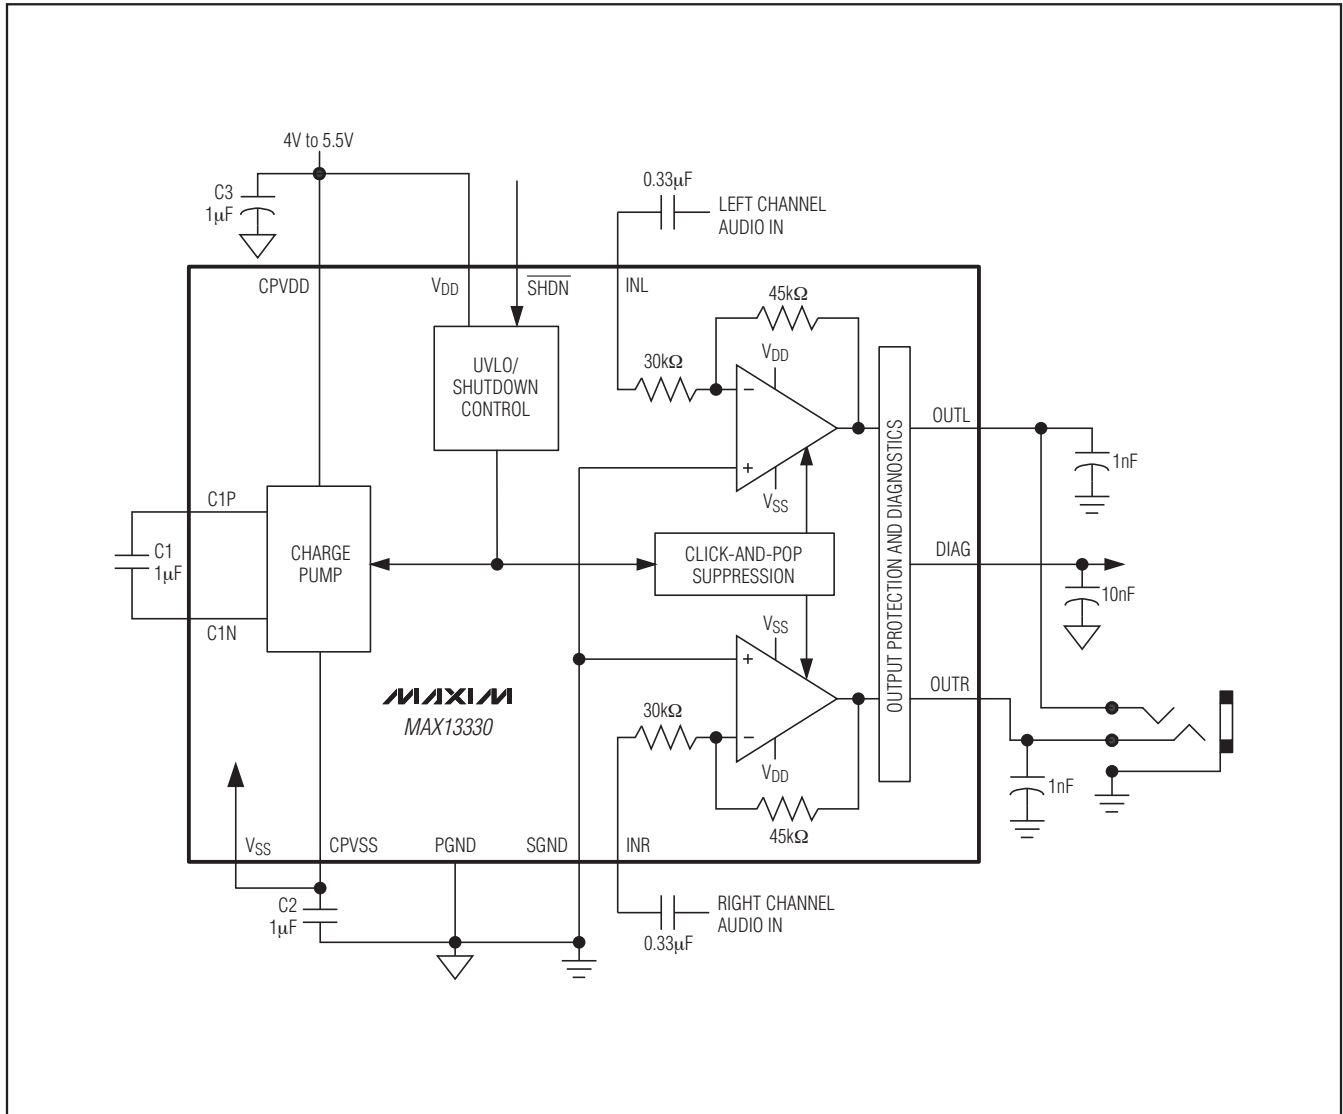 4V to 5.5V
C3
1µF
0.33µF
LEFT CHANNEL
AUDIO IN
CPVDD
VDD
SHDN
INL
45kΩ
UVLO/
SHUTDOWN
CONTROL
30kΩ
VDD
−
+
VSS
OUTL
1nF
C1P
C1
1µF
C1N
CHARGE
PUMP
CLICK-AND-POP
SUPPRESSION
OUTPUT PROTECTION AND DIAGNOSTICS
DIAG
10nF
VSS
+
−
VDD
30kΩ
45kΩ
OUTR
1nF
MAXIM
MAX13330
VSS
CPVSS
PGND
SGND
INR
C2
1µF
RIGHT CHANNEL
AUDIO IN
0.33µF